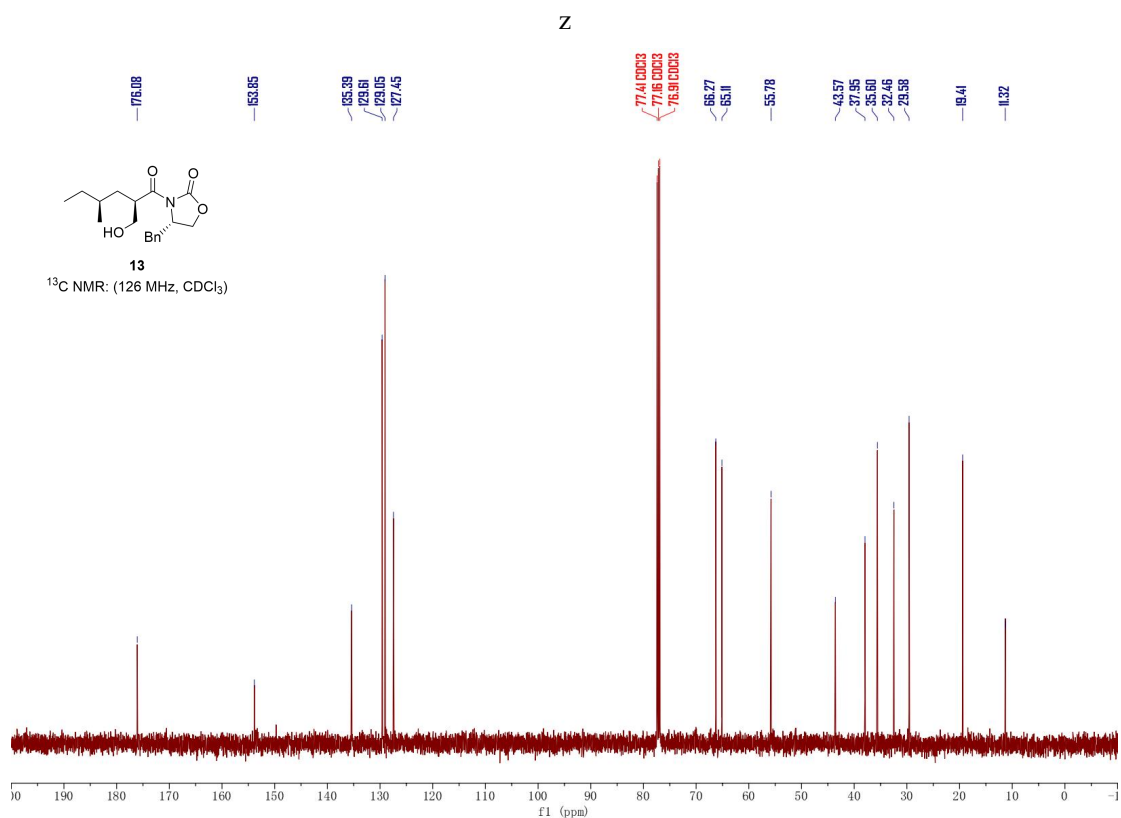 Z
176.08
153.85
135.39
129.61
129.05
127.45
77.41 CDCl3
77.16 CDCl3
76.91 CDCl3
66.27
65.11
55.78
43.57
37.95
35.60
32.46
29.58
19.41
11.32
O
O
N
O
HO
Bn
13
¹³C NMR: (126 MHz, CDCl₃)
00 190 180 170 160 150 140 130 120 110 100 90 80 70 60 50 40 30 20 10 0 -1
f1 (ppm)